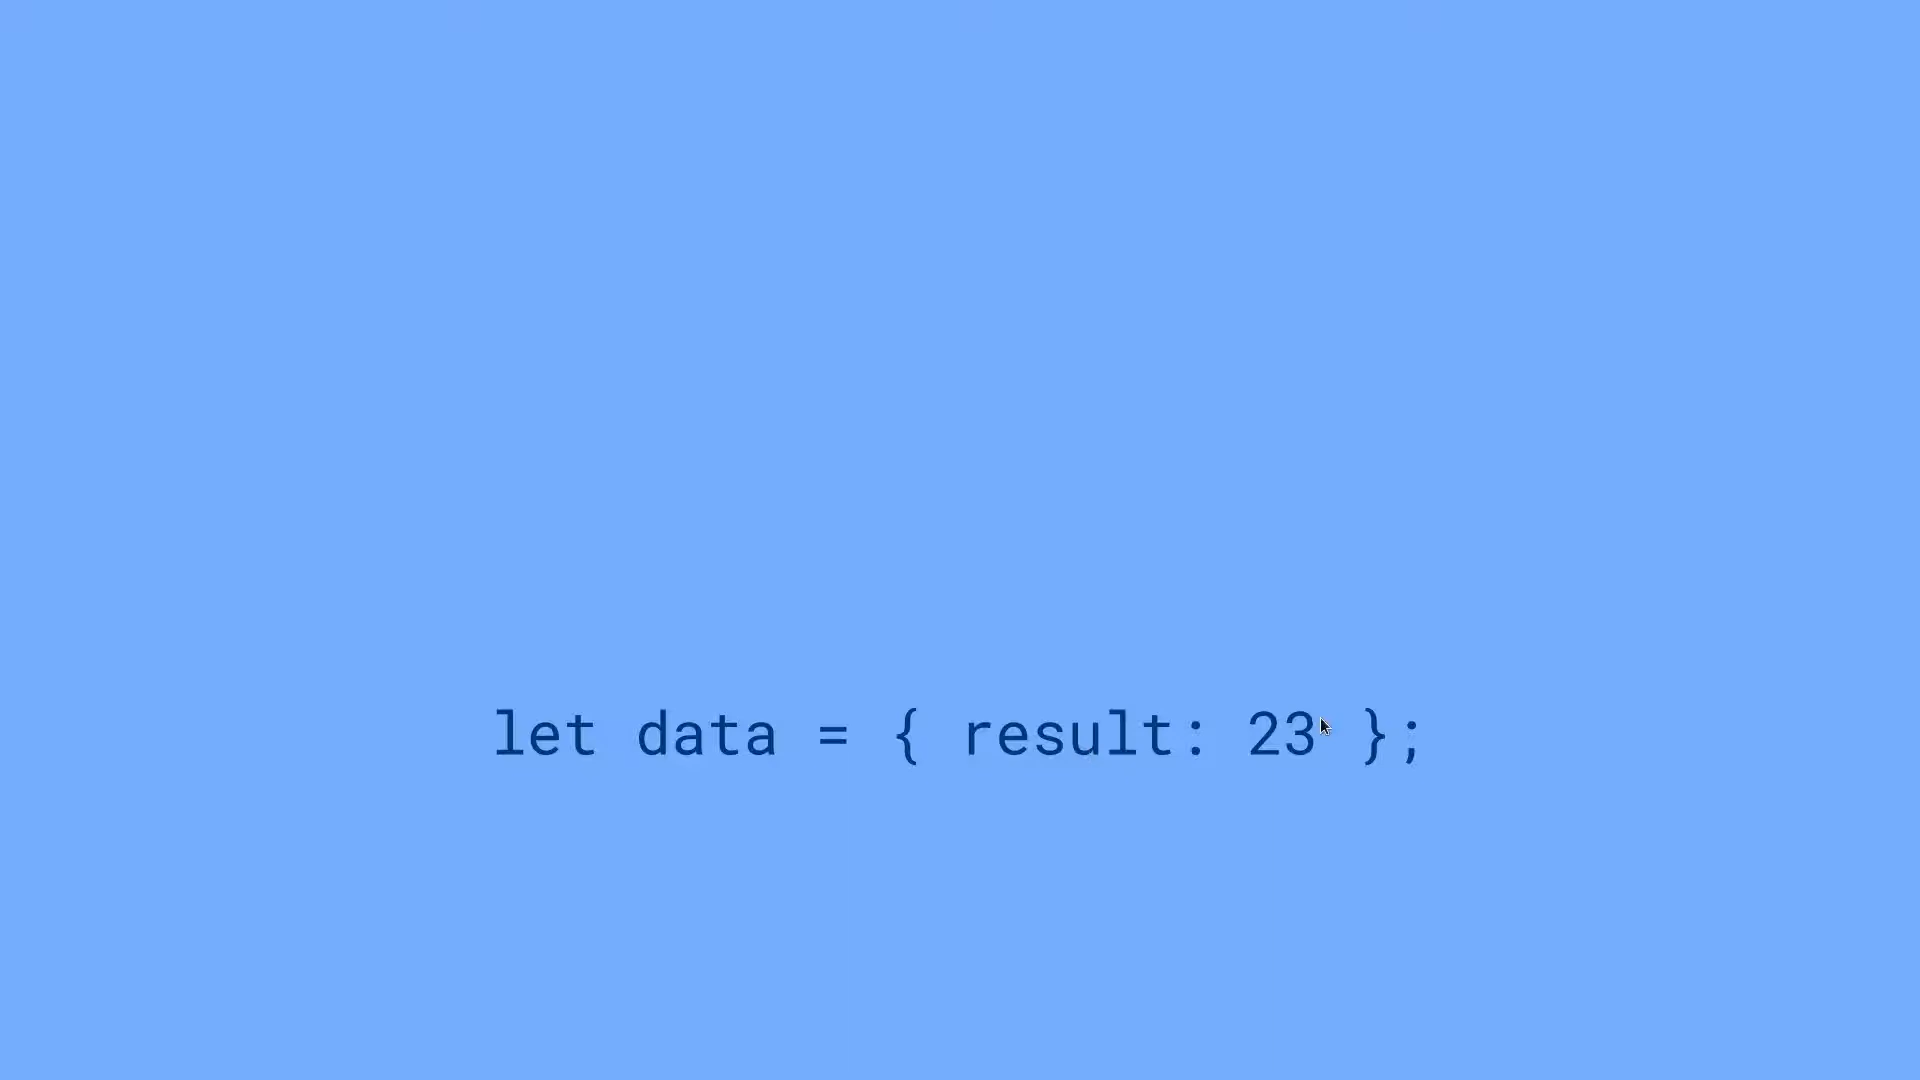 let data = { result: 23 };